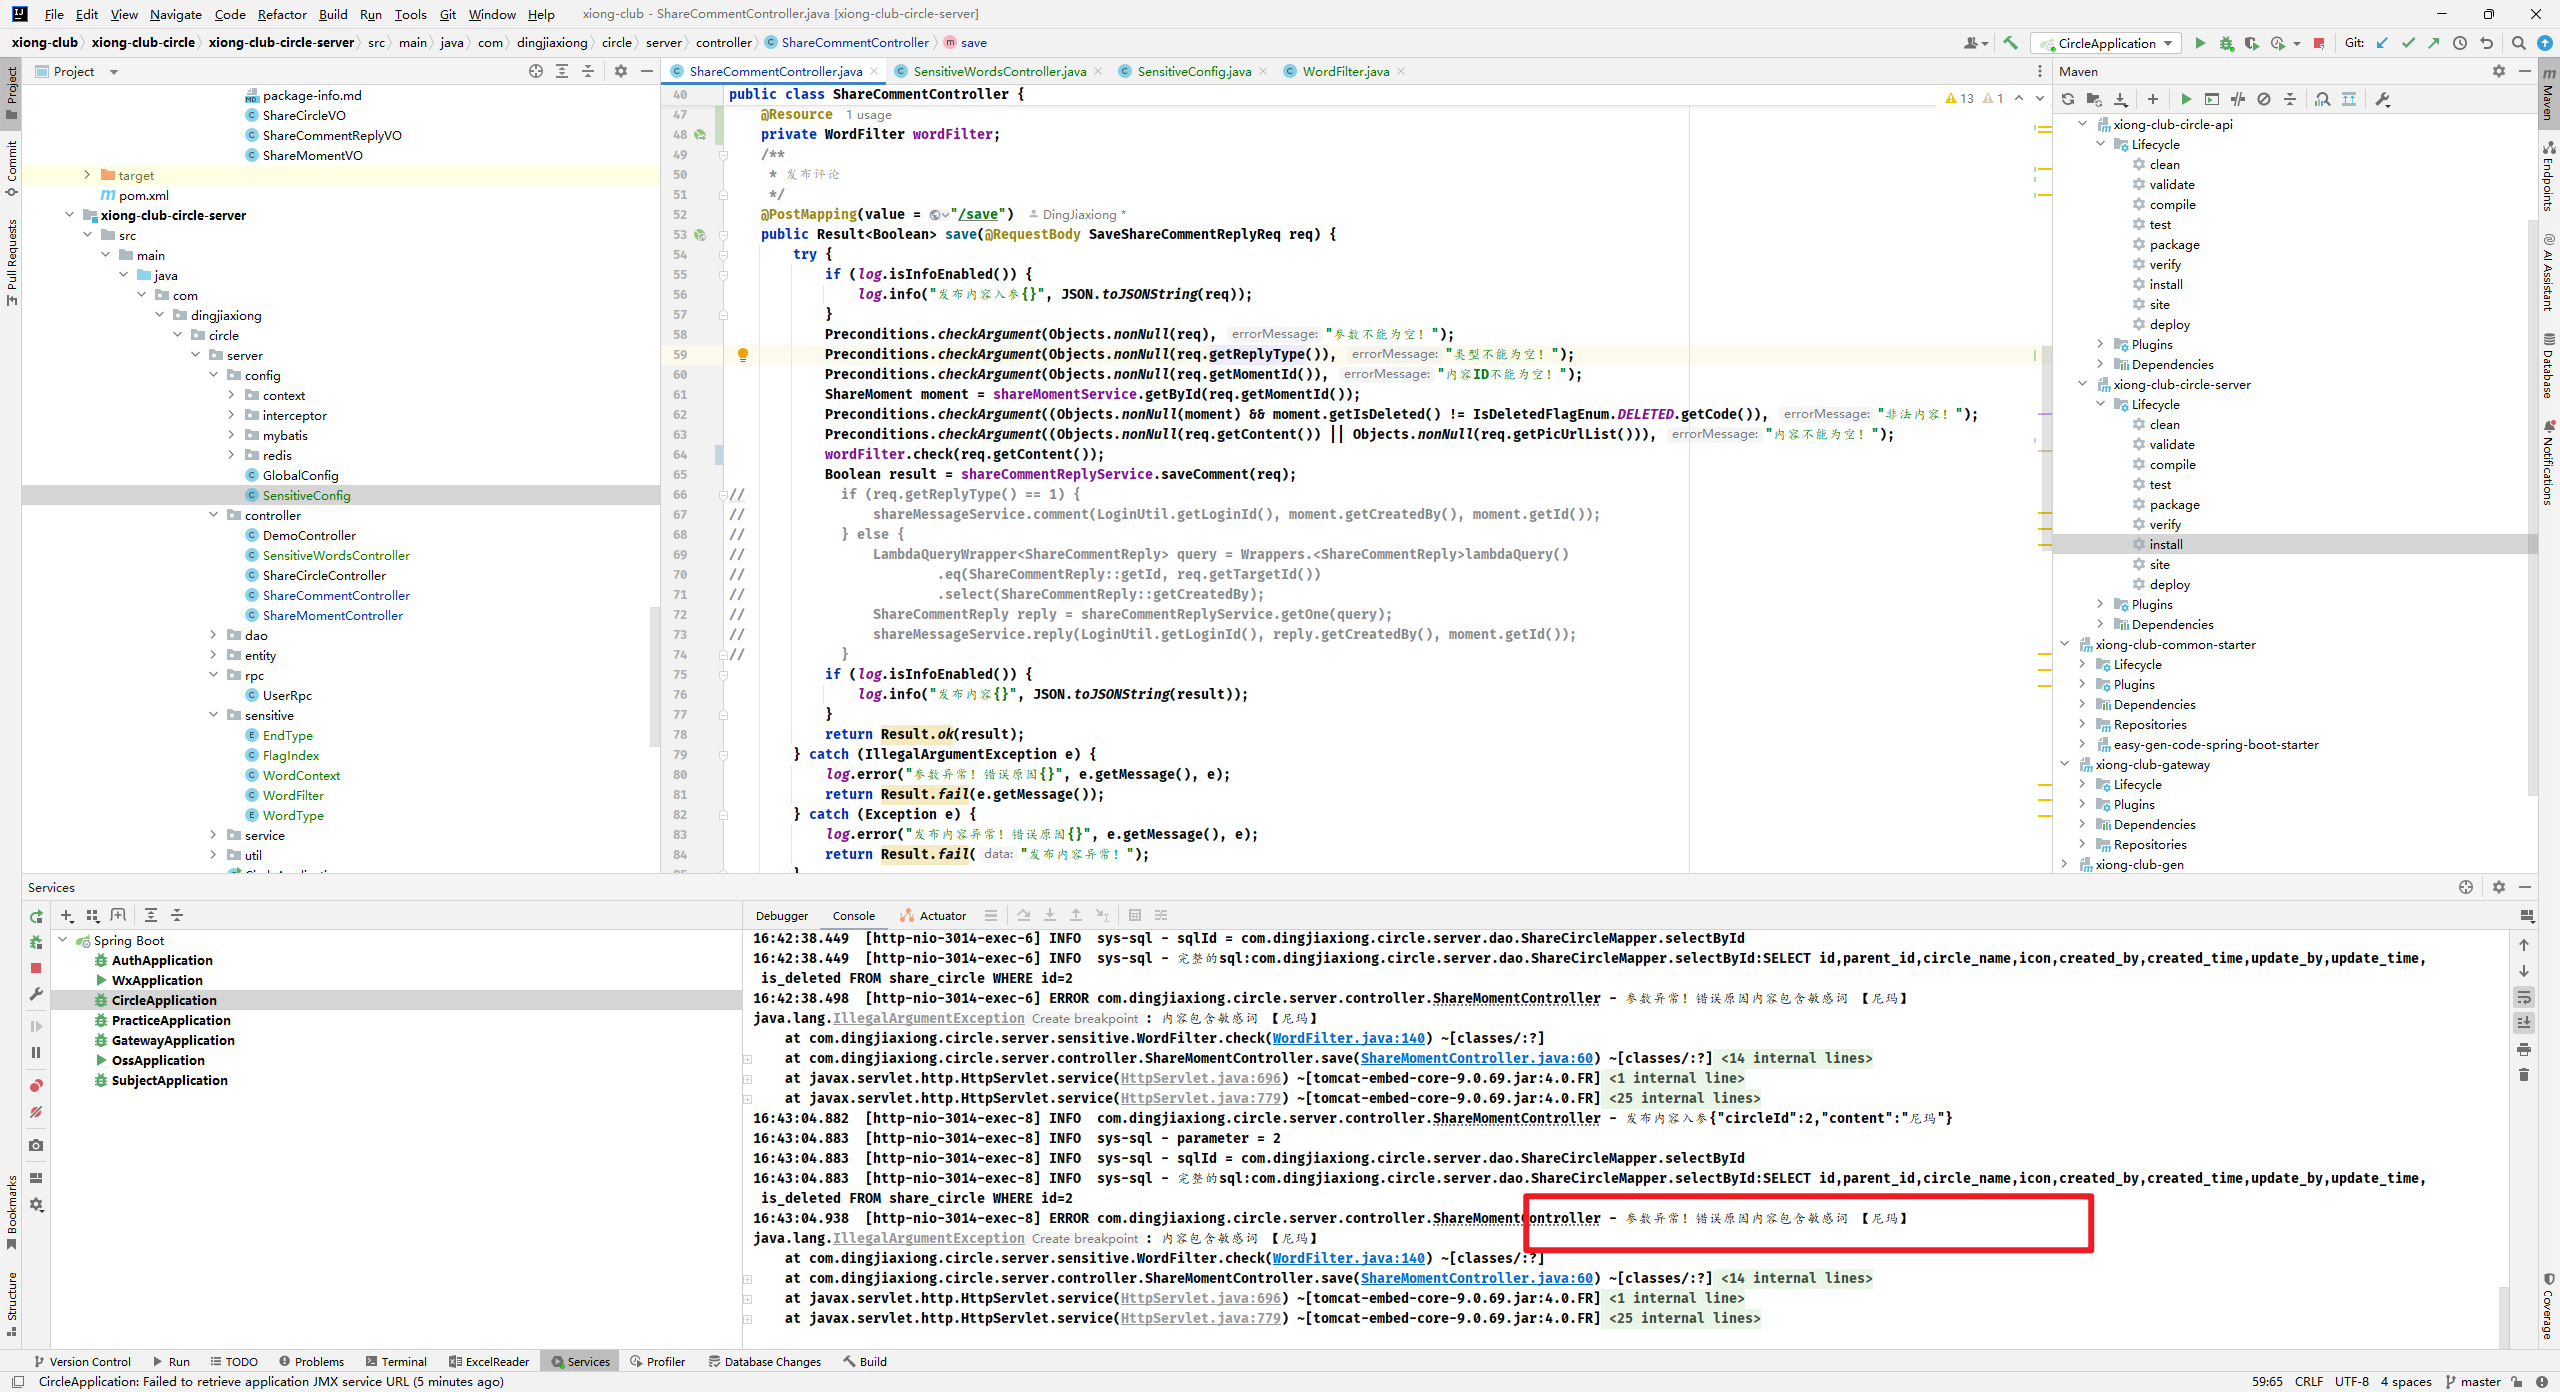 File Edit View Navigate Code Refactor Build Run Tools Git Window Help xiong-club - ShareCommentController.java [xiong-club-circle-server]
xiong-club xiong-club-circle xiong-club-circle-server src main java com dingjiaxiong circle server controller ShareCommentController save CircleApplication Git:
Project
package-info.md
ShareCircleVO
ShareCommentReplyVO
ShareMomentVO
target
pom.xml
xiong-club-circle-server
src
main
java
com
dingjiaxiong
circle
server
config
context
interceptor
mybatis
redis
GlobalConfig
SensitiveConfig
controller
DemoController
SensitiveWordsController
ShareCircleController
ShareCommentController
ShareMomentController
dao
entity
rpc
UserRpc
sensitive
EndType
FlagIndex
WordContext
WordFilter
WordType
service
util
ShareCommentController.java SensitiveWordsController.java SensitiveConfig.java WordFilter.java
13 1
40 public class ShareCommentController {
47 @Resource 1 usage
48 private WordFilter wordFilter;
49 /**
50 * 发布评论
51 */
52 @PostMapping(value = "/save") DingJiaxiong *
53 public Result<Boolean> save(@RequestBody SaveShareCommentReplyReq req) {
54 try {
55 if (log.isInfoEnabled()) {
56 log.info("发布内容入参{}", JSON.toJSONString(req));
57 }
58 Preconditions.checkArgument(Objects.nonNull(req), errorMessage: "参数不能为空！");
59 Preconditions.checkArgument(Objects.nonNull(req.getReplyType()), errorMessage: "类型不能为空！");
60 Preconditions.checkArgument(Objects.nonNull(req.getMomentId()), errorMessage: "内容ID不能为空！");
61 ShareMoment moment = shareMomentService.getById(req.getMomentId());
62 Preconditions.checkArgument((Objects.nonNull(moment) && moment.getIsDeleted() != IsDeletedFlagEnum.DELETED.getCode()), errorMessage: "非法内容！");
63 Preconditions.checkArgument((Objects.nonNull(req.getContent()) || Objects.nonNull(req.getPicUrlList())), errorMessage: "内容不能为空！");
64 wordFilter.check(req.getContent());
65 Boolean result = shareCommentReplyService.saveComment(req);
66 // if (req.getReplyType() == 1) {
67 // shareMessageService.comment(LoginUtil.getLoginId(), moment.getCreatedBy(), moment.getId());
68 // } else {
69 // LambdaQueryWrapper<ShareCommentReply> query = Wrappers.<ShareCommentReply>lambdaQuery()
70 // .eq(ShareCommentReply::getId, req.getTargetId())
71 // .select(ShareCommentReply::getCreatedBy);
72 // ShareCommentReply reply = shareCommentReplyService.getOne(query);
73 // shareMessageService.reply(LoginUtil.getLoginId(), reply.getCreatedBy(), moment.getId());
74 // }
75 if (log.isInfoEnabled()) {
76 log.info("发布内容{}", JSON.toJSONString(result));
77 }
78 return Result.ok(result);
79 } catch (IllegalArgumentException e) {
80 log.error("参数异常！错误原因{}", e.getMessage(), e);
81 return Result.fail(e.getMessage());
82 } catch (Exception e) {
83 log.error("发布内容异常！错误原因{}", e.getMessage(), e);
84 return Result.fail( data: "发布内容异常！");
Maven
xiong-club-circle-api
Lifecycle
clean
validate
compile
test
package
verify
install
site
deploy
Plugins
Dependencies
xiong-club-circle-server
Lifecycle
clean
validate
compile
test
package
verify
install
site
deploy
Plugins
Dependencies
xiong-club-common-starter
Lifecycle
Plugins
Dependencies
Repositories
easy-gen-code-spring-boot-starter
xiong-club-gateway
Lifecycle
Plugins
Dependencies
Repositories
xiong-club-gen
Project
Commit
Pull Requests
Bookmarks
Structure
Maven
Endpoints
AI Assistant
Database
Notifications
Coverage
Services
Spring Boot
AuthApplication
WxApplication
CircleApplication
PracticeApplication
GatewayApplication
OssApplication
SubjectApplication
Debugger Console Actuator
16:42:38.449 [http-nio-3014-exec-6] INFO sys-sql - sqlId = com.dingjiaxiong.circle.server.dao.ShareCircleMapper.selectById
16:42:38.449 [http-nio-3014-exec-6] INFO sys-sql - 完整的sql:com.dingjiaxiong.circle.server.dao.ShareCircleMapper.selectById:SELECT id,parent_id,circle_name,icon,created_by,created_time,update_by,update_time,
is_deleted FROM share_circle WHERE id=2
16:42:38.498 [http-nio-3014-exec-6] ERROR com.dingjiaxiong.circle.server.controller.ShareMomentController - 参数异常！错误原因内容包含敏感词 【尼玛】
java.lang.IllegalArgumentException Create breakpoint : 内容包含敏感词 【尼玛】
at com.dingjiaxiong.circle.server.sensitive.WordFilter.check(WordFilter.java:140) ~[classes/:?]
at com.dingjiaxiong.circle.server.controller.ShareMomentController.save(ShareMomentController.java:60) ~[classes/:?] <14 internal lines>
at javax.servlet.http.HttpServlet.service(HttpServlet.java:696) ~[tomcat-embed-core-9.0.69.jar:4.0.FR] <1 internal line>
at javax.servlet.http.HttpServlet.service(HttpServlet.java:779) ~[tomcat-embed-core-9.0.69.jar:4.0.FR] <25 internal lines>
16:43:04.882 [http-nio-3014-exec-8] INFO com.dingjiaxiong.circle.server.controller.ShareMomentController - 发布内容入参{"circleId":2,"content":"尼玛"}
16:43:04.883 [http-nio-3014-exec-8] INFO sys-sql - parameter = 2
16:43:04.883 [http-nio-3014-exec-8] INFO sys-sql - sqlId = com.dingjiaxiong.circle.server.dao.ShareCircleMapper.selectById
16:43:04.883 [http-nio-3014-exec-8] INFO sys-sql - 完整的sql:com.dingjiaxiong.circle.server.dao.ShareCircleMapper.selectById:SELECT id,parent_id,circle_name,icon,created_by,created_time,update_by,update_time,
is_deleted FROM share_circle WHERE id=2
16:43:04.938 [http-nio-3014-exec-8] ERROR com.dingjiaxiong.circle.server.controller.ShareMomentController - 参数异常！错误原因内容包含敏感词 【尼玛】
java.lang.IllegalArgumentException Create breakpoint : 内容包含敏感词 【尼玛】
at com.dingjiaxiong.circle.server.sensitive.WordFilter.check(WordFilter.java:140) ~[classes/:?]
at com.dingjiaxiong.circle.server.controller.ShareMomentController.save(ShareMomentController.java:60) ~[classes/:?] <14 internal lines>
at javax.servlet.http.HttpServlet.service(HttpServlet.java:696) ~[tomcat-embed-core-9.0.69.jar:4.0.FR] <1 internal line>
at javax.servlet.http.HttpServlet.service(HttpServlet.java:779) ~[tomcat-embed-core-9.0.69.jar:4.0.FR] <25 internal lines>
Version Control Run TODO Problems Terminal ExcelReader Services Profiler Database Changes Build
CircleApplication: Failed to retrieve application JMX service URL (5 minutes ago) 59:65 CRLF UTF-8 4 spaces master